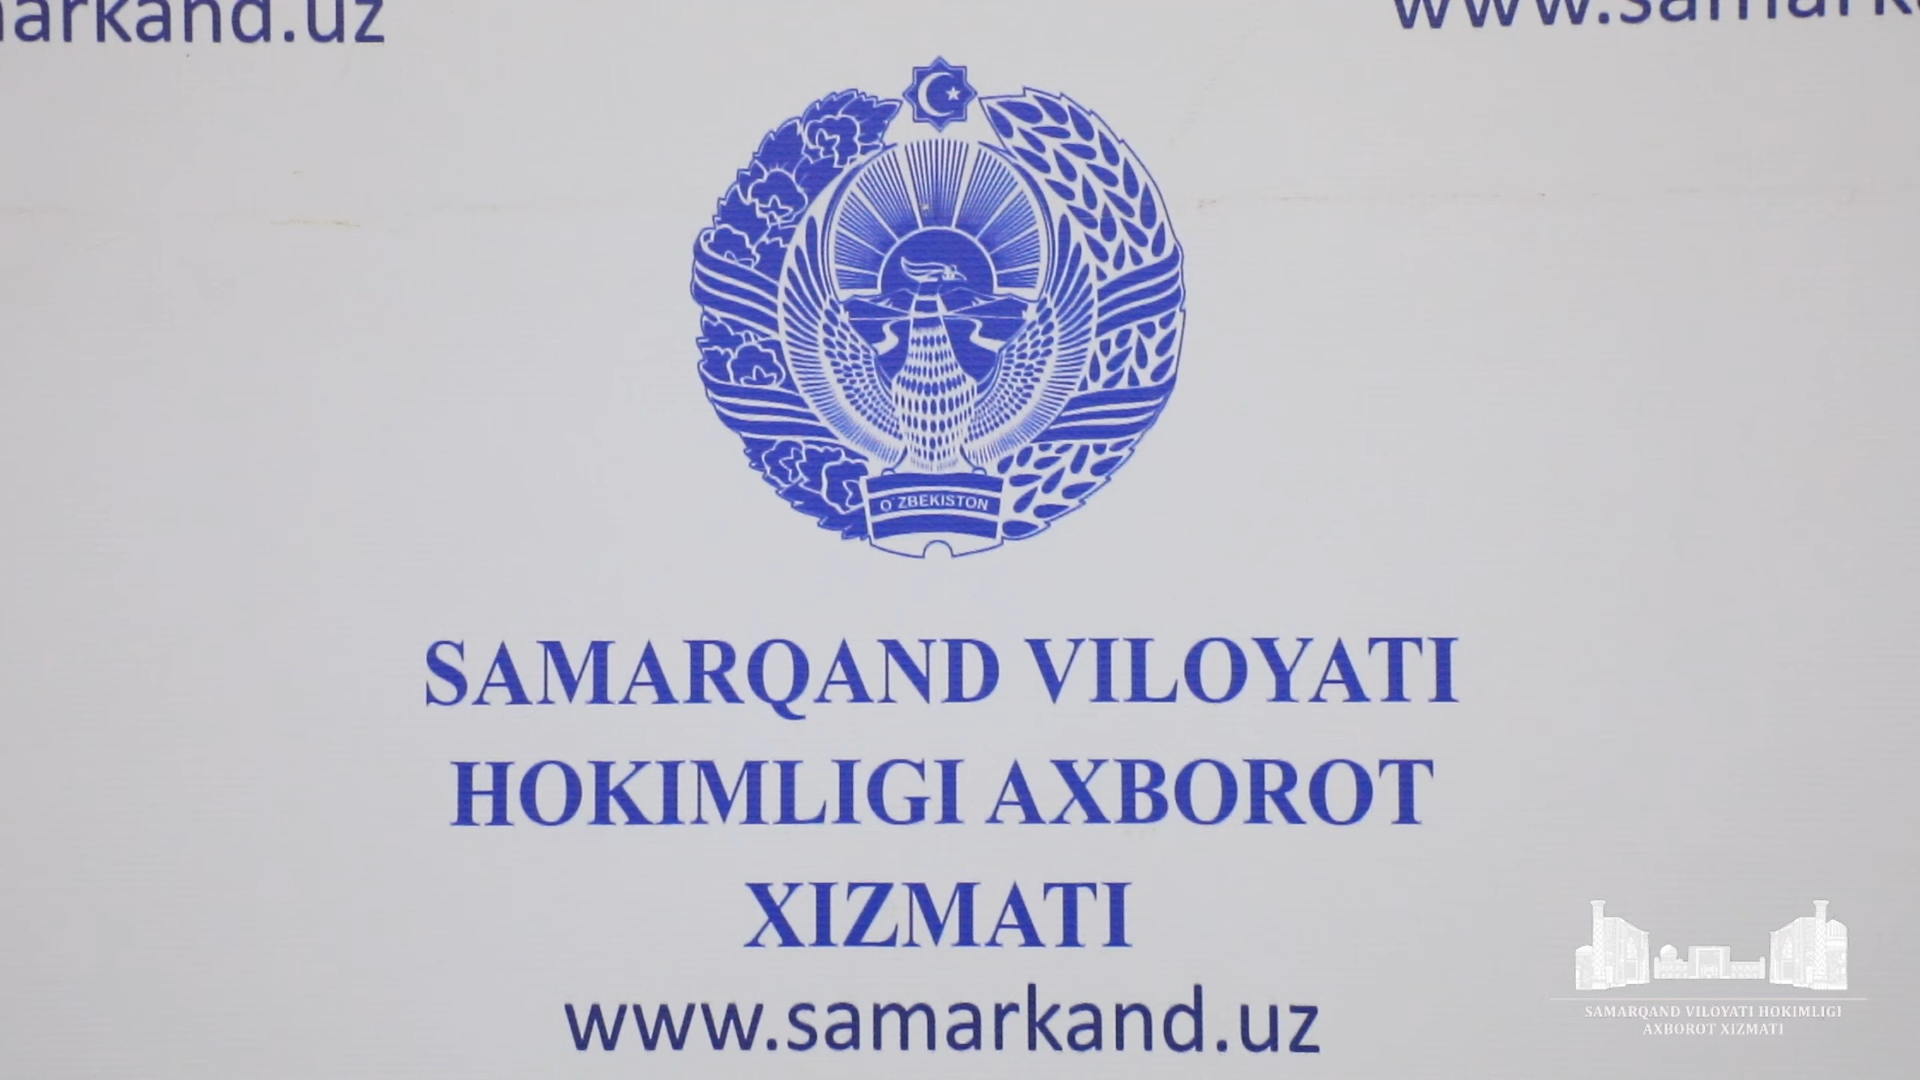 arkand.uz
www.samark
O'ZBEKISTON
SAMARQAND VILOYATI
HOKIMLIGI AXBOROT
XIZMATI
www.samarkand.uz
SAMARQAND VILOYATI HOKIMLIGI
AXBOROT XIZMATI